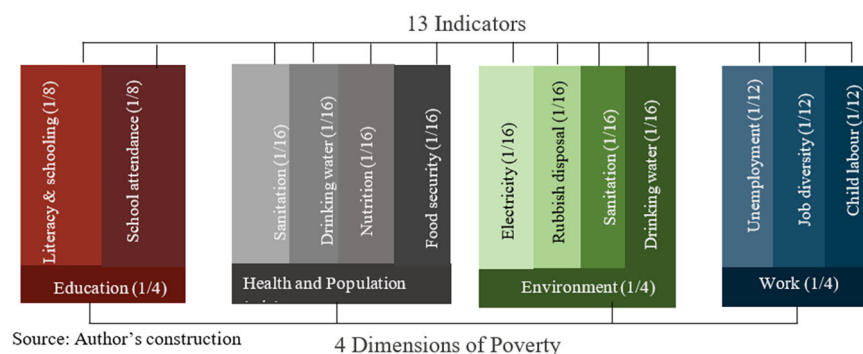 13 Indicators
Literacy & schooling (1/8)
School attendance (1/8)
Sanitation (1/16)
Drinking water (1/16)
Nutrition (1/16)
Food security (1/16)
Electricity (1/16)
Rubbish disposal (1/16)
Sanitation (1/16)
Drinking water (1/16)
Unemployment (1/12)
Job diversity (1/12)
Child labour (1/12)
Education (1/4)
Health and Population
Environment (1/4)
Work (1/4)
Source: Author's construction
4 Dimensions of Poverty